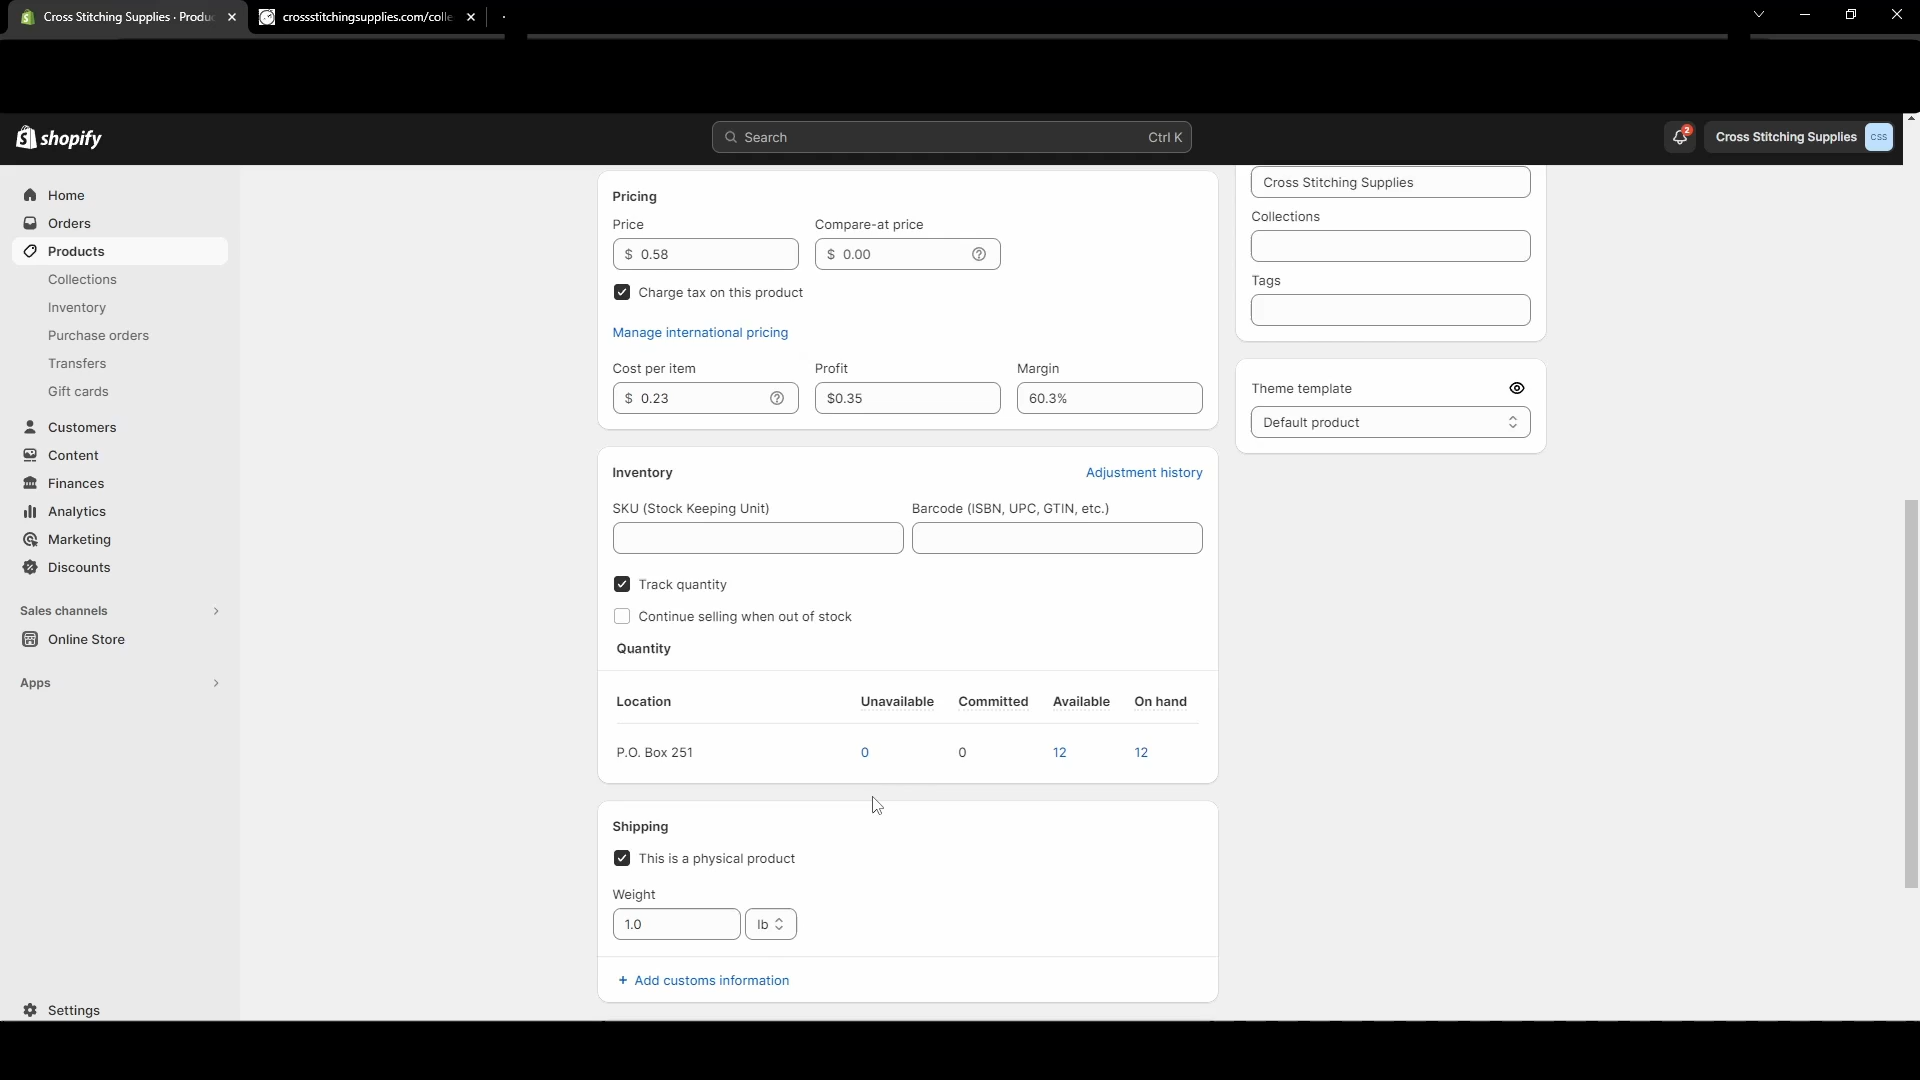 Cross Stitching Supplies · Produc
crossstitchingsupplies.com/colle
shopify
Search
Ctrl K
2
Cross Stitching Supplies
CSS
Home
Orders
Products
Collections
Inventory
Purchase orders
Transfers
Gift cards
Customers
Content
Finances
Analytics
Marketing
Discounts
Sales channels
Online Store
Apps
Settings
Pricing
Price
Compare-at price
$ 0.58
$ 0.00
Charge tax on this product
Manage international pricing
Cost per item
Profit
Margin
$ 0.23
$0.35
60.3%
Inventory
Adjustment history
SKU (Stock Keeping Unit)
Barcode (ISBN, UPC, GTIN, etc.)
Track quantity
Continue selling when out of stock
Quantity
Location Unavailable Committed Available On hand
P.O. Box 251 0 0 12 12
Shipping
This is a physical product
Weight
1.0
lb
+ Add customs information
Cross Stitching Supplies
Collections
Tags
Theme template
Default product